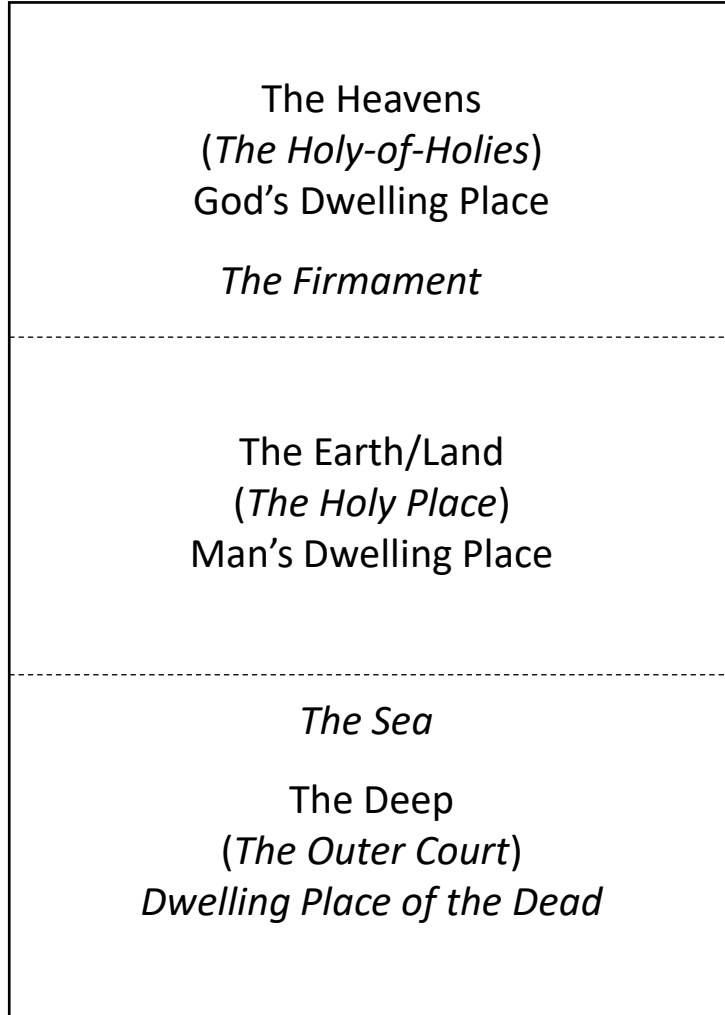 The Heavens
(The Holy-of-Holies)
God’s Dwelling Place
The Firmament
The Earth/Land
(The Holy Place)
Man’s Dwelling Place
The Sea
The Deep
(The Outer Court)
Dwelling Place of the Dead